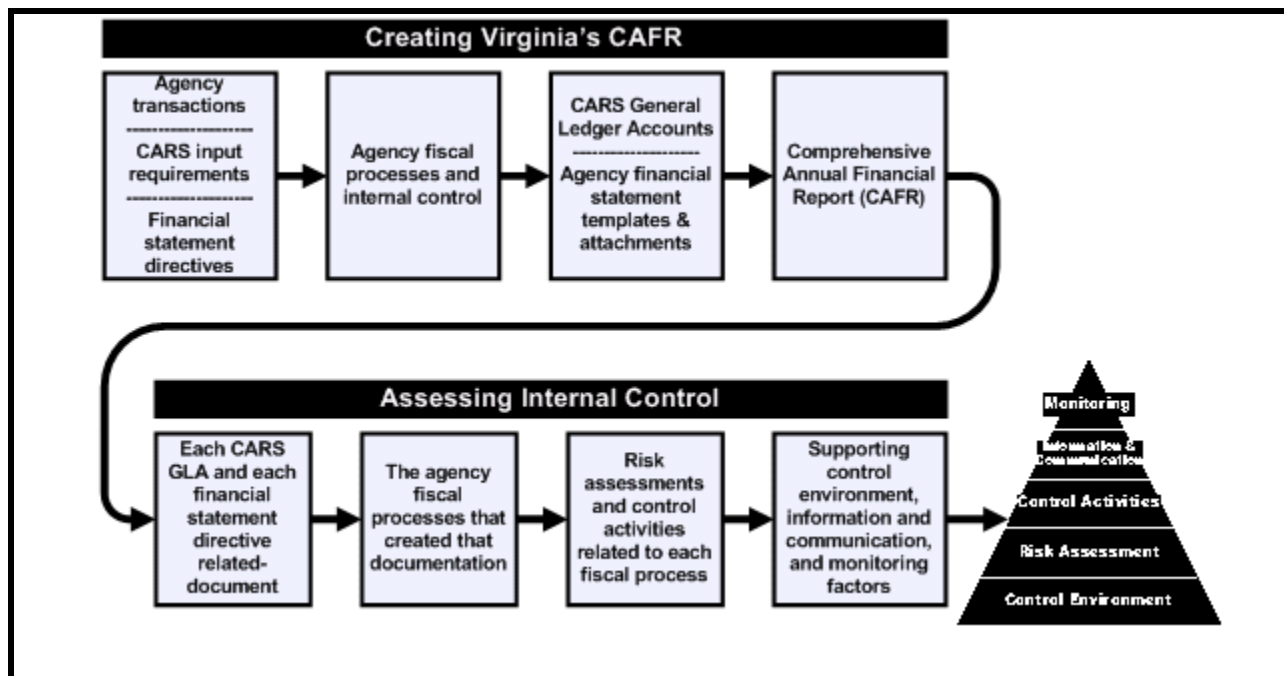 Creating Virginia's CAFR
Agency
transactions
--------------------
CARS input
requirements
--------------------
Financial
statement
directives
Agency fiscal
processes and
internal control
CARS General
Ledger Accounts
--------------------
Agency financial
statement
templates &
attachments
Comprehensive
Annual Financial
Report (CAFR)
Assessing Internal Control
Each CARS
GLA and each
financial
statement
directive
related-
document
The agency
fiscal
processes that
created that
documentation
Risk
assessments
and control
activities
related to each
fiscal process
Supporting
control
environment,
information and
communication,
and monitoring
factors
Monitoring
Information &
Communication
Control Activities
Risk Assessment
Control Environment